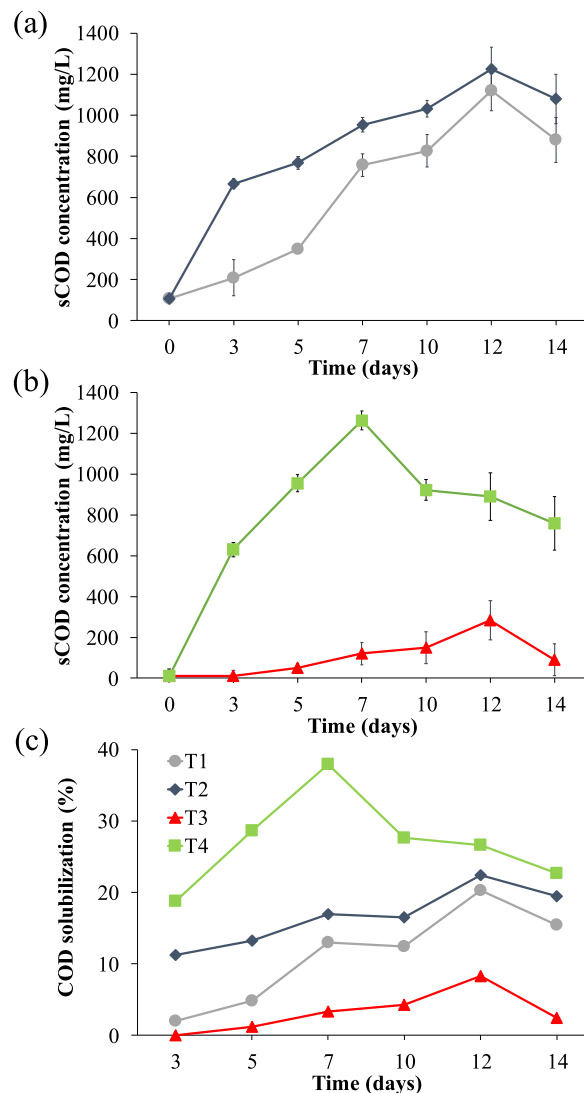 (a)
sCOD concentration (mg/L)
1400
1200
1000
800
600
400
200
0
0 3 5 7 10 12 14
Time (days)
(b)
sCOD concentration (mg/L)
1400
1200
1000
800
600
400
200
0
0 3 5 7 10 12 14
Time (days)
(c)
COD solubilization (%)
40
30
20
10
0
T1
T2
T3
T4
3 5 7 10 12 14
Time (days)